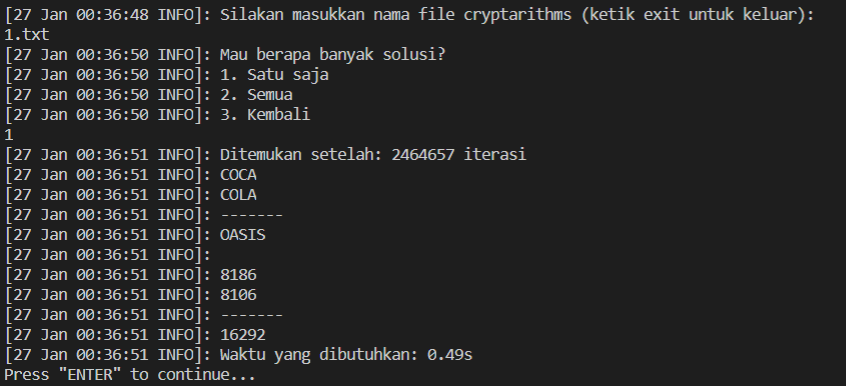 [27 Jan 00:36:48 INFO]: Silakan masukkan nama file cryptarithms (ketik exit untuk keluar):
1.txt
[27 Jan 00:36:50 INFO]: Mau berapa banyak solusi?
[27 Jan 00:36:50 INFO]: 1. Satu saja
[27 Jan 00:36:50 INFO]: 2. Semua
[27 Jan 00:36:50 INFO]: 3. Kembali
1
[27 Jan 00:36:51 INFO]: Ditemukan setelah: 2464657 iterasi
[27 Jan 00:36:51 INFO]: COCA
[27 Jan 00:36:51 INFO]: COLA
[27 Jan 00:36:51 INFO]: -------
[27 Jan 00:36:51 INFO]: OASIS
[27 Jan 00:36:51 INFO]:
[27 Jan 00:36:51 INFO]: 8186
[27 Jan 00:36:51 INFO]: 8106
[27 Jan 00:36:51 INFO]: -------
[27 Jan 00:36:51 INFO]: 16292
[27 Jan 00:36:51 INFO]: Waktu yang dibutuhkan: 0.49s
Press "ENTER" to continue...